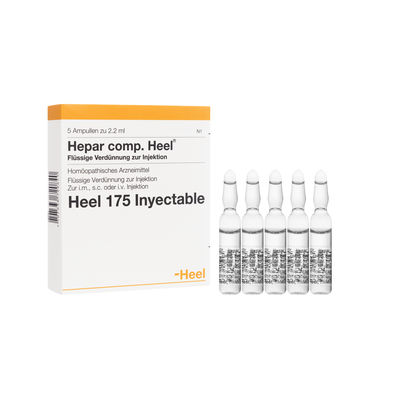 5 Ampullen zu 2.2 ml N1
Hepar comp. Heel®
Flüssige Verdünnung zur Injektion
Homöopathisches Arzneimittel
Flüssige Verdünnung zur Injektion
Zur i.m., s.c. oder i.v. Injektion
Heel 175 Inyectable
-Heel